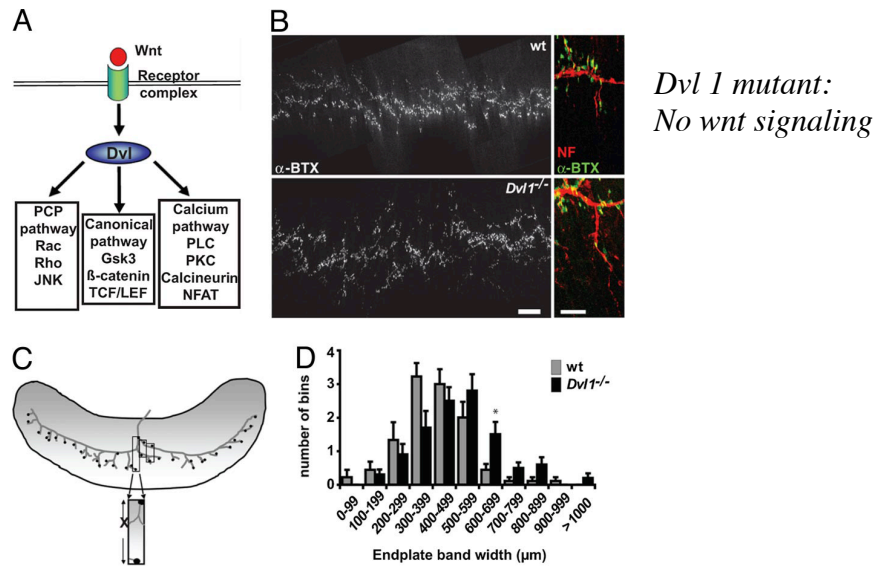 A
Wnt
Receptor
complex
Dvl
PCP
pathway
Rac
Rho
JNK
Canonical
pathway
Gsk3
ß-catenin
TCF/LEF
Calcium
pathway
PLC
PKC
Calcineurin
NFAT
B
wt
α-BTX
NF
α-BTX
Dvl1-/-
Dvl 1 mutant:
No wnt signaling
C
X
D
number of bins
4
3
2
1
0
wt
Dvl1-/-
*
0-99
100-199
200-299
300-399
400-499
500-599
600-699
700-799
800-899
900-999
>1000
Endplate band width (µm)